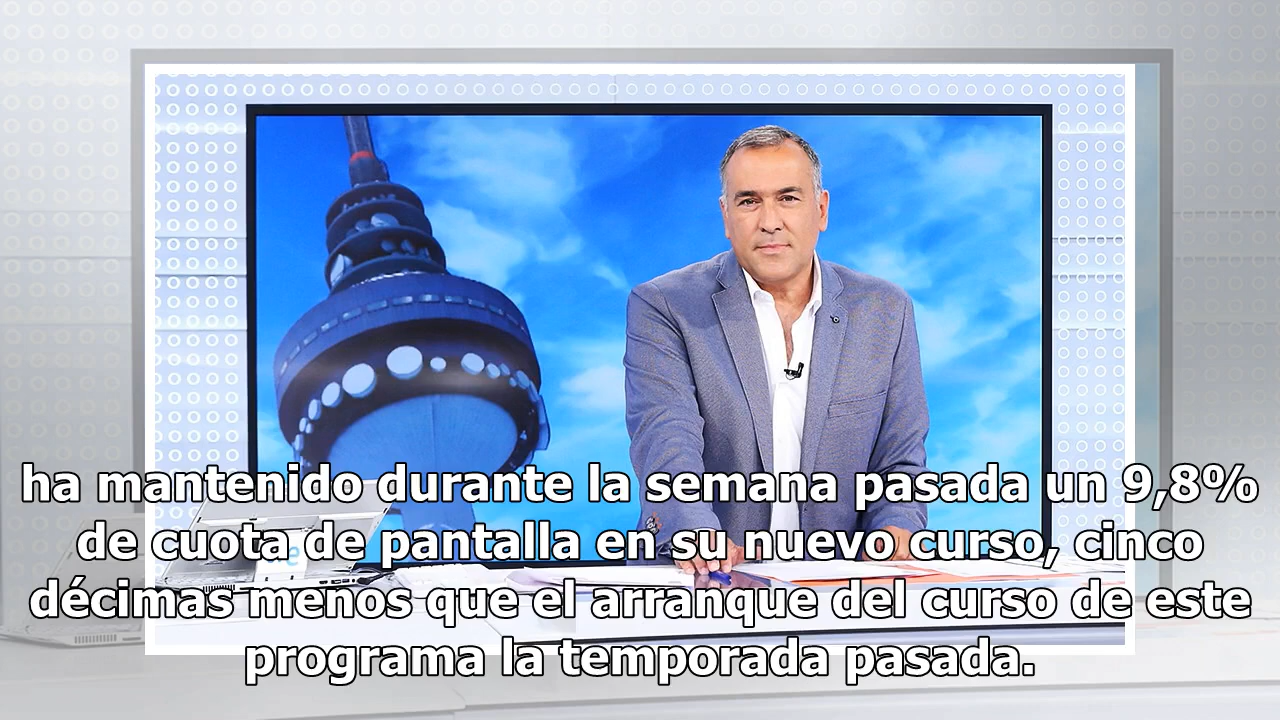 ha mantenido durante la semana pasada un 9,8%
de cuota de pantalla en su nuevo curso, cinco
décimas menos que el arranque del curso de este
programa la temporada pasada.